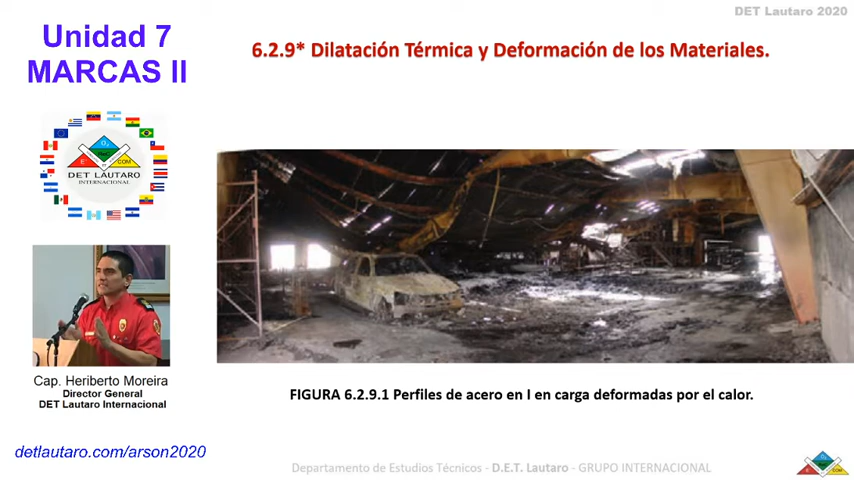 DET Lautaro 2020
Unidad 7
MARCAS II
6.2.9* Dilatación Térmica y Deformación de los Materiales.
DET LAUTARO
INTERNACIONAL
Cap. Heriberto Moreira
Director General
DET Lautaro Internacional
FIGURA 6.2.9.1 Perfiles de acero en I en carga deformadas por el calor.
detlautaro.com/arson2020
Departamento de Estudios Técnicos - D.E.T. Lautaro - GRUPO INTERNACIONAL